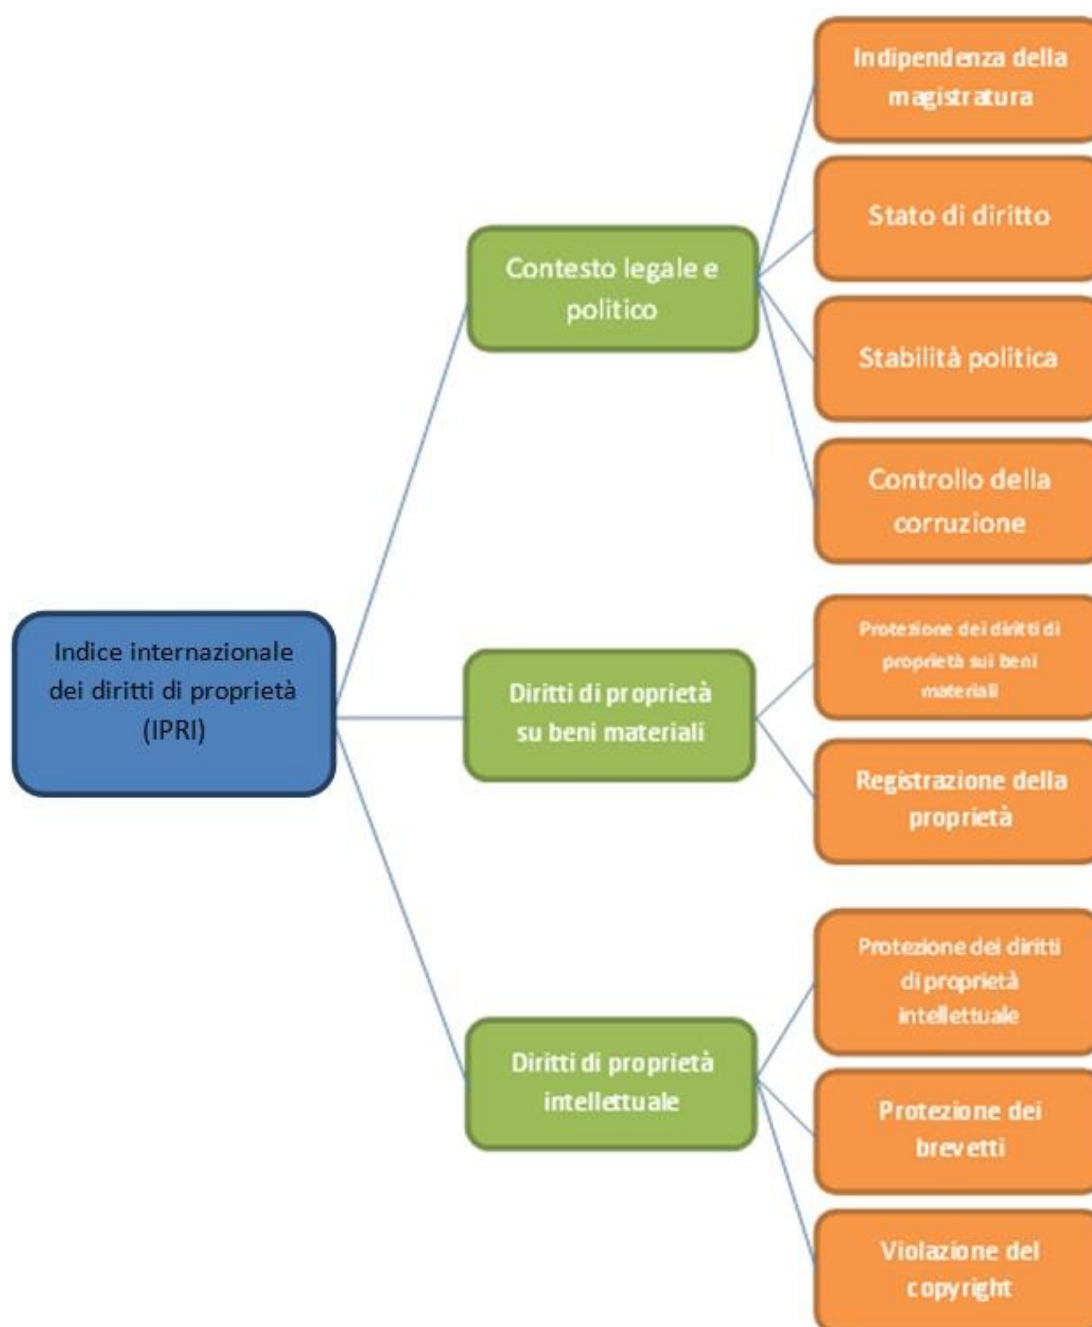 Indice internazionale
dei diritti di proprietà
(IPRI)
Contesto legale e
politico
Indipendenza della
magistratura
Stato di diritto
Stabilità politica
Controllo della
corruzione
Diritti di proprietà
su beni materiali
Protezione dei diritti di
proprietà sui beni
materiali
Registrazione della
proprietà
Diritti di proprietà
intellettuale
Protezione dei diritti
di proprietà
intellettuale
Protezione dei
brevetti
Violazione del
copyright